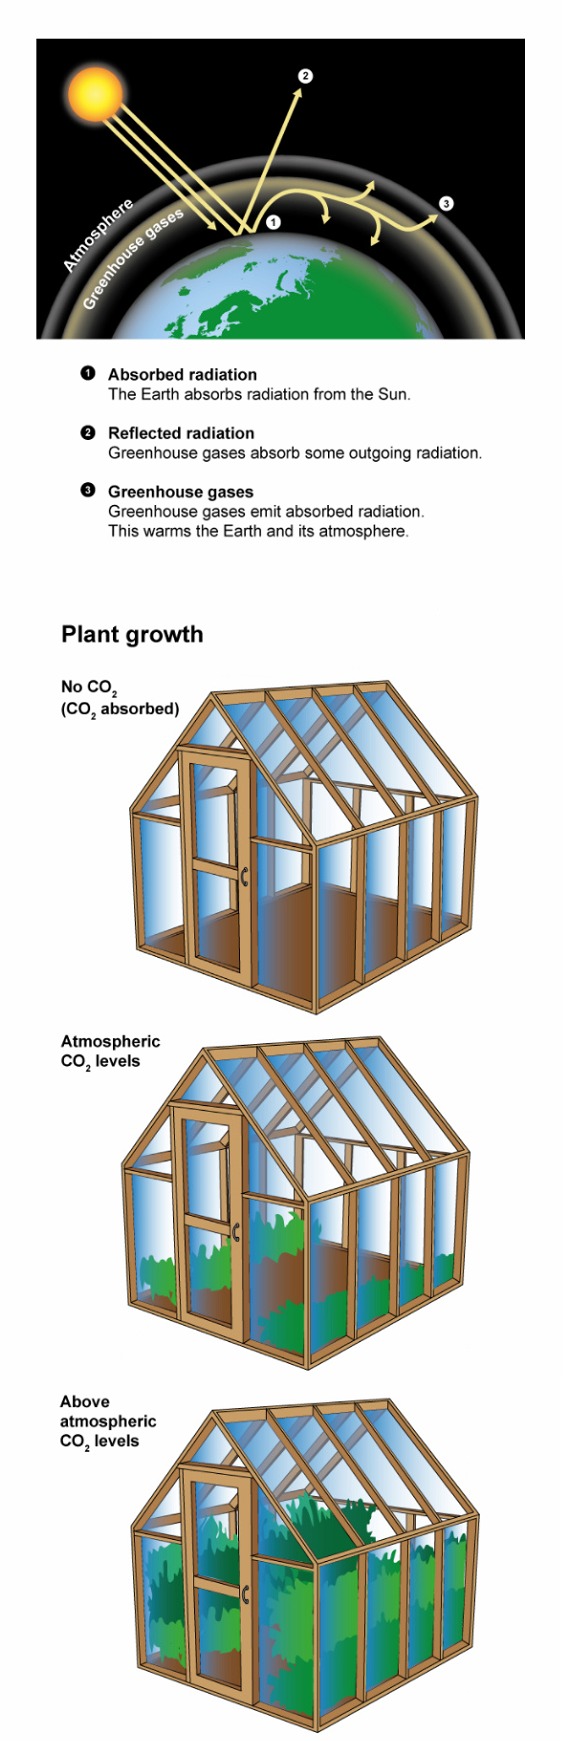 2
3
1
Atmosphere
Greenhouse gases
1 Absorbed radiation
The Earth absorbs radiation from the Sun.
2 Reflected radiation
Greenhouse gases absorb some outgoing radiation.
3 Greenhouse gases
Greenhouse gases emit absorbed radiation.
This warms the Earth and its atmosphere.
Plant growth
No CO₂
(CO₂ absorbed)
Atmospheric
CO₂ levels
Above
atmospheric
CO₂ levels